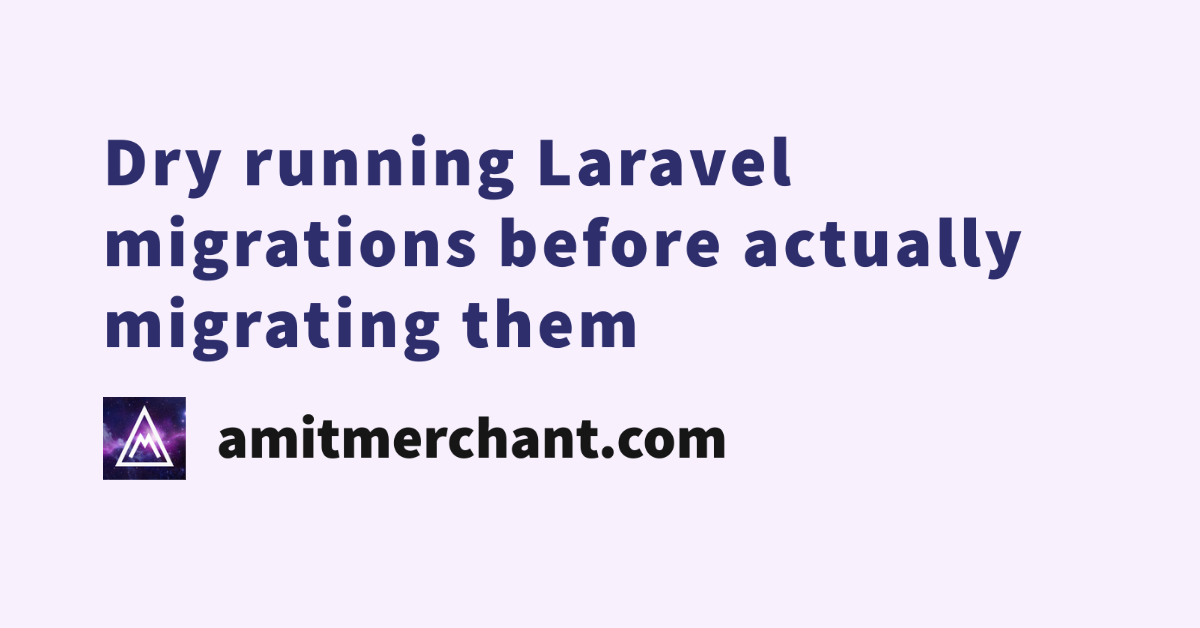 Dry running Laravel
migrations before actually
migrating them
amitmerchant.com